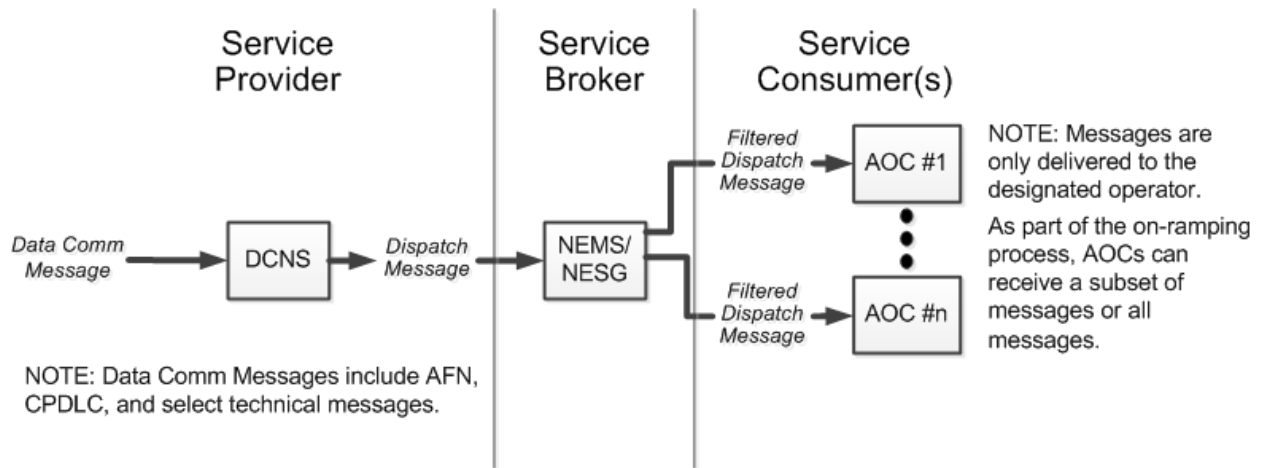 Service
Provider
Service
Broker
Service
Consumer(s)
Data Comm
Message
DCNS
Dispatch
Message
NEMS/
NESG
Filtered
Dispatch
Message
AOC #1
Filtered
Dispatch
Message
AOC #n
NOTE: Messages are
only delivered to the
designated operator.
As part of the on-ramping
process, AOCs can
receive a subset of
messages or all
messages.
NOTE: Data Comm Messages include AFN,
CPDLC, and select technical messages.